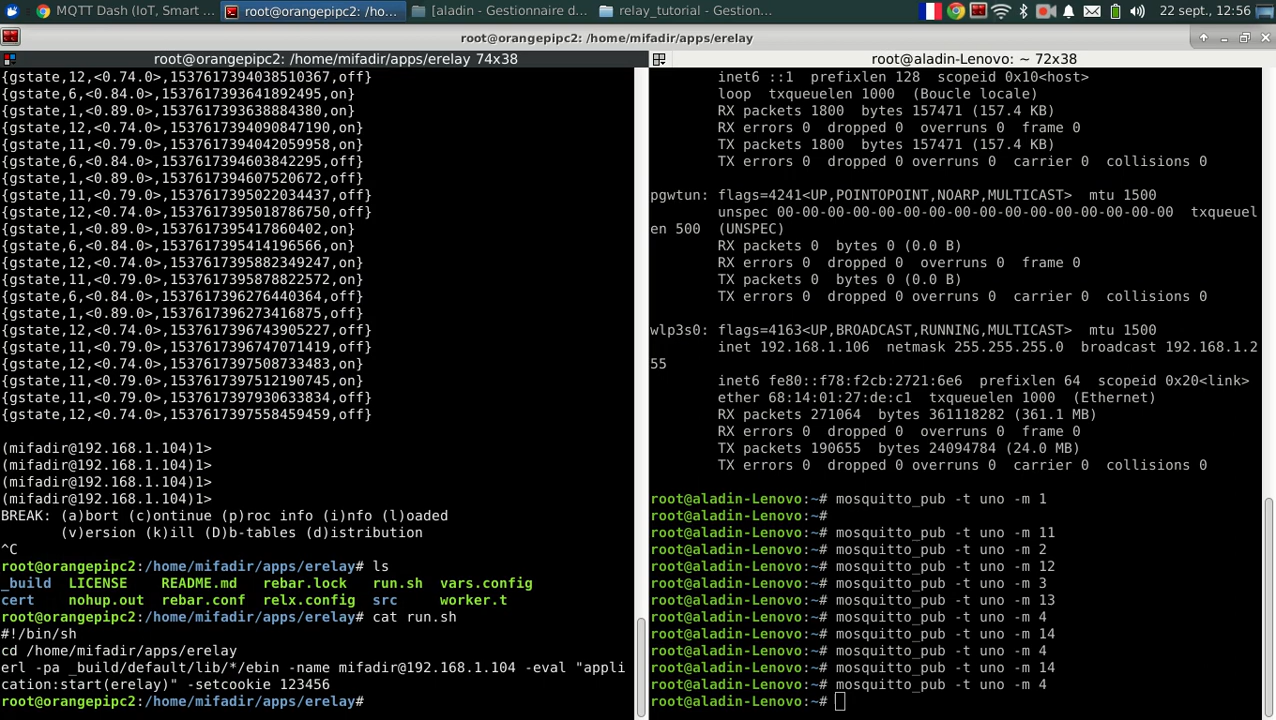 MQTT Dash (IoT, Smart ...
root@orangepipc2: /ho...
[aladin - Gestionnaire d...
relay_tutorial - Gestion...
22 sept., 12:56
root@orangepipc2: /home/mifadir/apps/erelay
root@orangepipc2: /home/mifadir/apps/erelay 74x38
{gstate,12,<0.74.0>,1537617394038510367,off}
{gstate,6,<0.84.0>,1537617393641892495,on}
{gstate,1,<0.89.0>,1537617393638884380,on}
{gstate,12,<0.74.0>,1537617394090847190,on}
{gstate,11,<0.79.0>,1537617394042059958,on}
{gstate,6,<0.84.0>,1537617394603842295,off}
{gstate,1,<0.89.0>,1537617394607520672,off}
{gstate,11,<0.79.0>,1537617395022034437,off}
{gstate,12,<0.74.0>,1537617395018786750,off}
{gstate,1,<0.89.0>,1537617395417860402,on}
{gstate,6,<0.84.0>,1537617395414196566,on}
{gstate,12,<0.74.0>,1537617395882349247,on}
{gstate,11,<0.79.0>,1537617395878822572,on}
{gstate,6,<0.84.0>,1537617396276440364,off}
{gstate,1,<0.89.0>,1537617396273416875,off}
{gstate,12,<0.74.0>,1537617396743905227,off}
{gstate,11,<0.79.0>,1537617396747071419,off}
{gstate,12,<0.74.0>,1537617397508733483,on}
{gstate,11,<0.79.0>,1537617397512190745,on}
{gstate,11,<0.79.0>,1537617397930633834,off}
{gstate,12,<0.74.0>,1537617397558459459,off}
(mifadir@192.168.1.104)1>
(mifadir@192.168.1.104)1>
(mifadir@192.168.1.104)1>
(mifadir@192.168.1.104)1>
BREAK: (a)bort (c)ontinue (p)roc info (i)nfo (l)oaded
(v)ersion (k)ill (D)b-tables (d)istribution
^C
root@orangepipc2:/home/mifadir/apps/erelay# ls
_build LICENSE README.md rebar.lock run.sh vars.config
cert nohup.out rebar.conf relx.config src worker.t
root@orangepipc2:/home/mifadir/apps/erelay# cat run.sh
#!/bin/sh
cd /home/mifadir/apps/erelay
erl -pa _build/default/lib/*/ebin -name mifadir@192.168.1.104 -eval "appli
cation:start(erelay)" -setcookie 123456
root@orangepipc2:/home/mifadir/apps/erelay#
root@aladin-Lenovo: ~ 72x38
inet6 ::1 prefixlen 128 scopeid 0x10<host>
loop txqueuelen 1000 (Boucle locale)
RX packets 1800 bytes 157471 (157.4 KB)
RX errors 0 dropped 0 overruns 0 frame 0
TX packets 1800 bytes 157471 (157.4 KB)
TX errors 0 dropped 0 overruns 0 carrier 0 collisions 0
pgwtun: flags=4241<UP,POINTOPOINT,NOARP,MULTICAST> mtu 1500
unspec 00-00-00-00-00-00-00-00-00-00-00-00-00-00-00-00 txqueuel
en 500 (UNSPEC)
RX packets 0 bytes 0 (0.0 B)
RX errors 0 dropped 0 overruns 0 frame 0
TX packets 0 bytes 0 (0.0 B)
TX errors 0 dropped 0 overruns 0 carrier 0 collisions 0
wlp3s0: flags=4163<UP,BROADCAST,RUNNING,MULTICAST> mtu 1500
inet 192.168.1.106 netmask 255.255.255.0 broadcast 192.168.1.2
55
inet6 fe80::f78:f2cb:2721:6e6 prefixlen 64 scopeid 0x20<link>
ether 68:14:01:27:de:c1 txqueuelen 1000 (Ethernet)
RX packets 271064 bytes 361118282 (361.1 MB)
RX errors 0 dropped 0 overruns 0 frame 0
TX packets 190655 bytes 24094784 (24.0 MB)
TX errors 0 dropped 0 overruns 0 carrier 0 collisions 0
root@aladin-Lenovo:~# mosquitto_pub -t uno -m 1
root@aladin-Lenovo:~#
root@aladin-Lenovo:~# mosquitto_pub -t uno -m 11
root@aladin-Lenovo:~# mosquitto_pub -t uno -m 2
root@aladin-Lenovo:~# mosquitto_pub -t uno -m 12
root@aladin-Lenovo:~# mosquitto_pub -t uno -m 3
root@aladin-Lenovo:~# mosquitto_pub -t uno -m 13
root@aladin-Lenovo:~# mosquitto_pub -t uno -m 4
root@aladin-Lenovo:~# mosquitto_pub -t uno -m 14
root@aladin-Lenovo:~# mosquitto_pub -t uno -m 4
root@aladin-Lenovo:~# mosquitto_pub -t uno -m 14
root@aladin-Lenovo:~# mosquitto_pub -t uno -m 4
root@aladin-Lenovo:~#